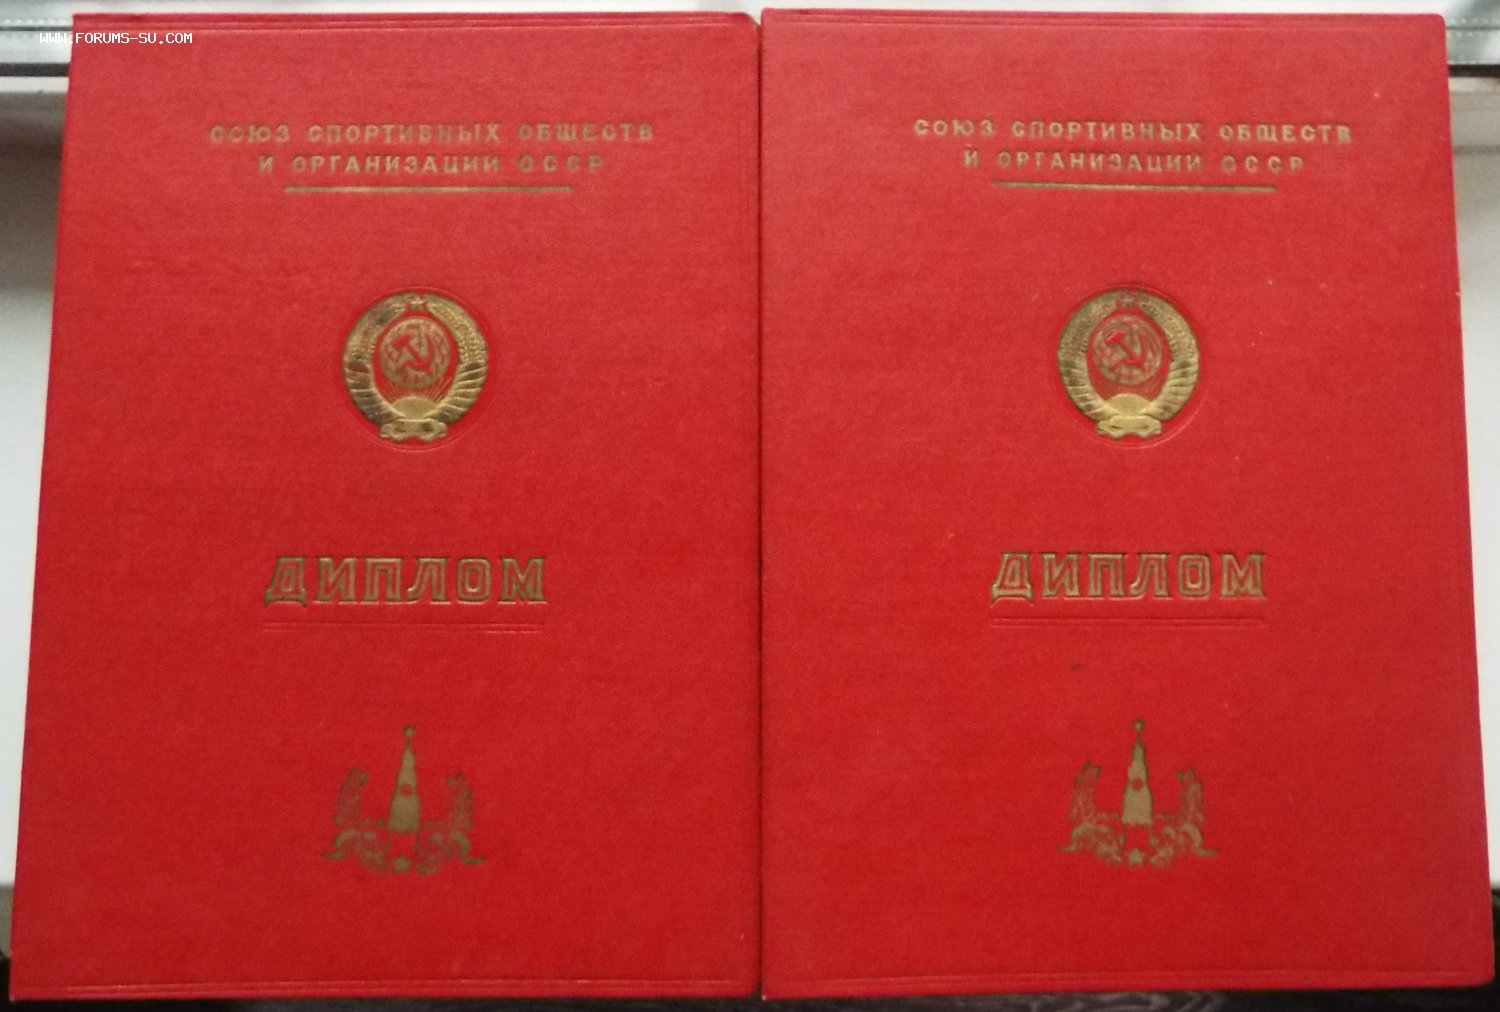 WWW.FORUMS-SU.COM
СОЮЗ СПОРТИВНЫХ ОБЩЕСТВ
И ОРГАНИЗАЦИЙ СССР
ДИПЛОМ
СОЮЗ СПОРТИВНЫХ ОБЩЕСТВ
И ОРГАНИЗАЦИЙ СССР
ДИПЛОМ